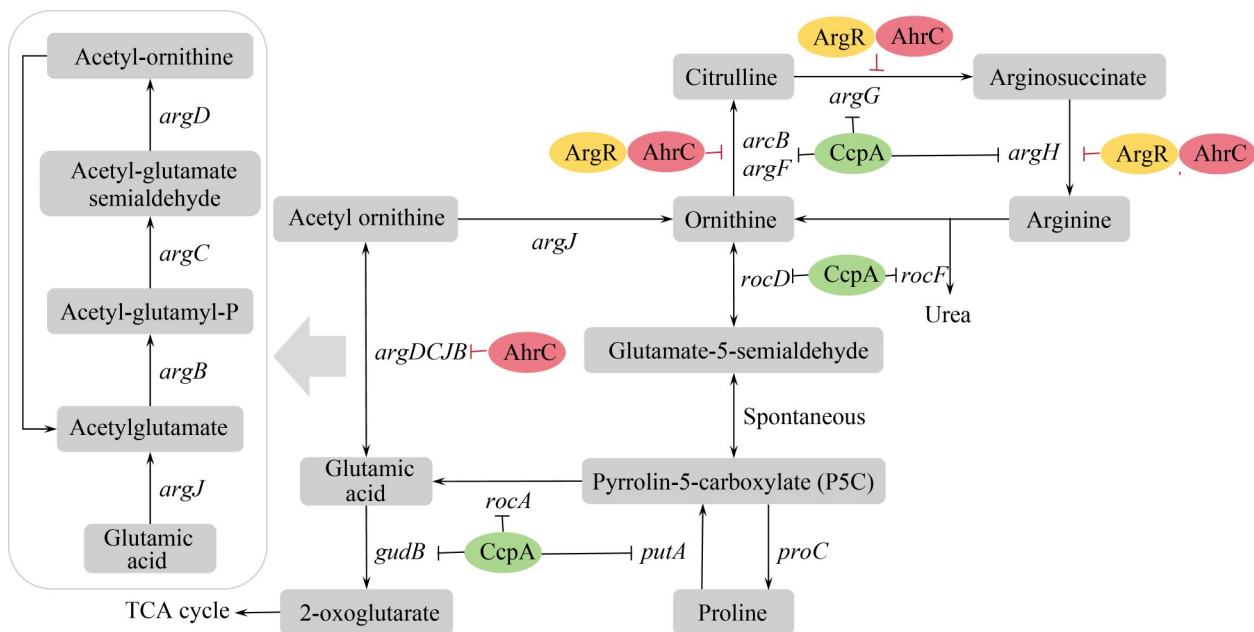 Acetyl-ornithine
argD
Acetyl-glutamate
semialdehyde
argC
Acetyl-glutamyl-P
argB
Acetylglutamate
argJ
Glutamic
acid
ArgR AhrC
Citrulline
Arginosuccinate
argG
ArgR AhrC
arcB
argF
CcpA
argH
ArgR AhrC
Acetyl ornithine
argJ
Ornithine
Arginine
rocD
CcpA
rocF
Urea
argDCJB
AhrC
Glutamate-5-semialdehyde
Spontaneous
Glutamic
acid
Pyrrolin-5-carboxylate (P5C)
rocA
gudB
CcpA
putA
proC
TCA cycle
2-oxoglutarate
Proline